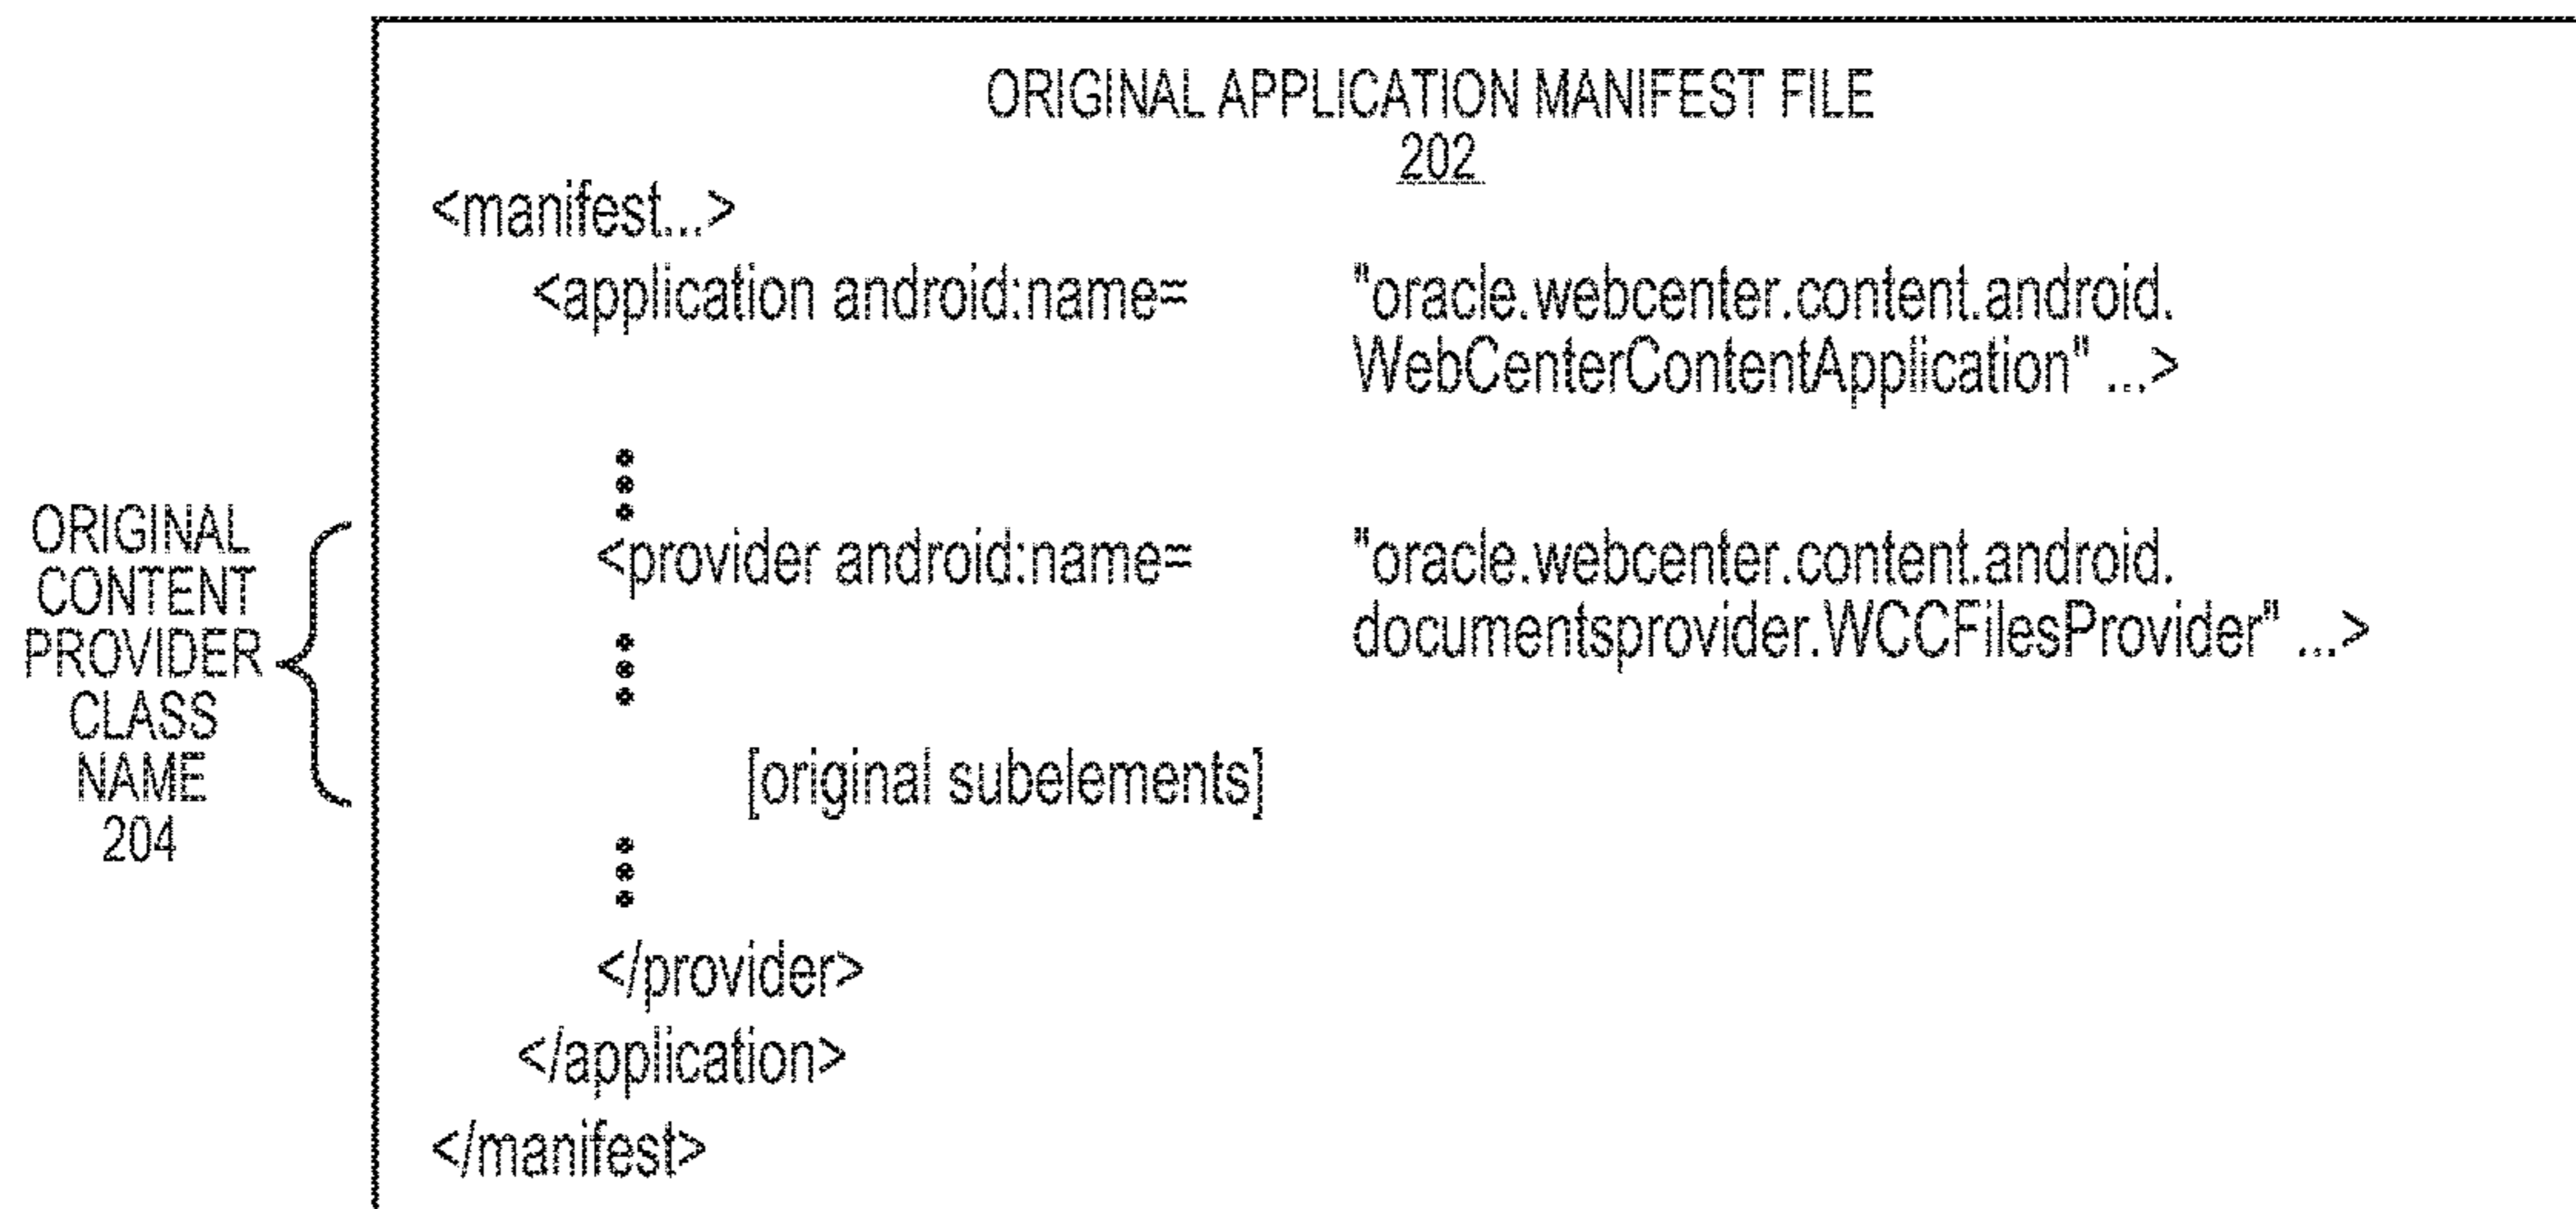 ORIGINAL APPLICATION MANIFEST FILE
202
<manifest...>
<application android:name= "oracle.webcenter.content.android.
WebCenterContentApplication" ...>
<provider android:name= "oracle.webcenter.content.android.
documentsprovider.WCCFilesProvider" ...>
[original subelements]
</provider>
</application>
</manifest>
ORIGINAL
CONTENT
PROVIDER
CLASS
NAME
204